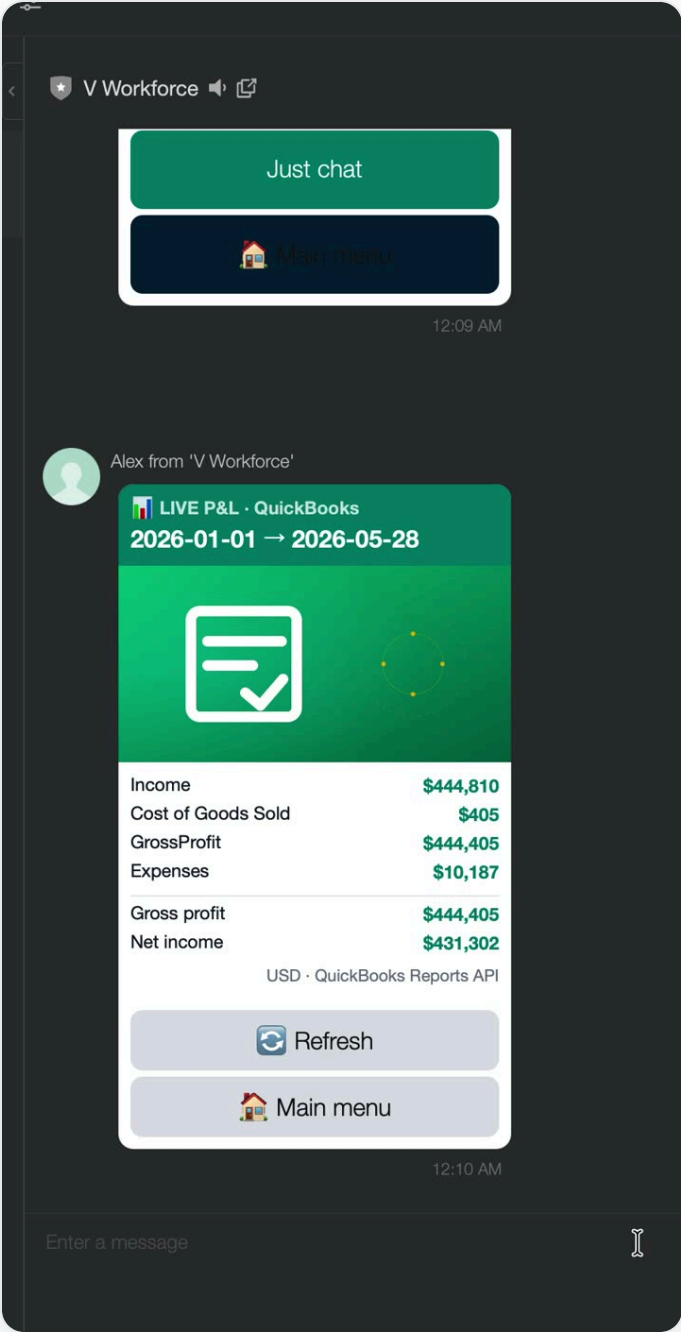 V Workforce
Just chat
Main menu
12:09 AM
Alex from 'V Workforce'
LIVE P&L · QuickBooks
2026-01-01 → 2026-05-28
Income $444,810
Cost of Goods Sold $405
GrossProfit $444,405
Expenses $10,187
Gross profit $444,405
Net income $431,302
USD · QuickBooks Reports API
Refresh
Main menu
12:10 AM
Enter a message